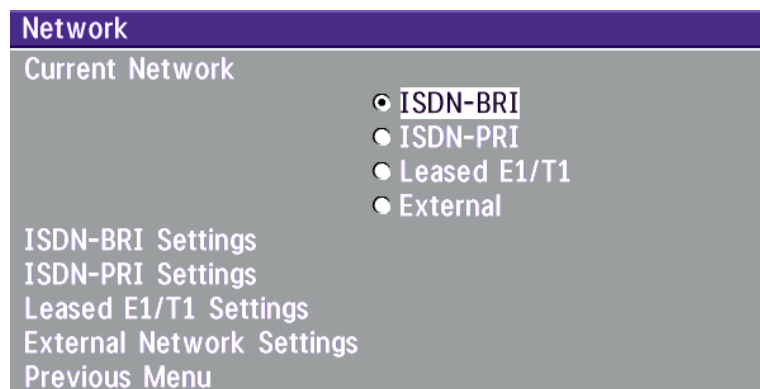 Network
Current Network
ISDN-BRI
ISDN-PRI
Leased E1/T1
External
ISDN-BRI Settings
ISDN-PRI Settings
Leased E1/T1 Settings
External Network Settings
Previous Menu